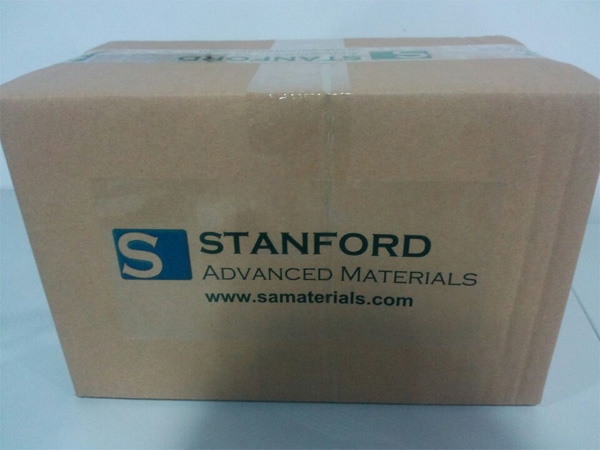 S STANFORD
S STANFORD
ADVANCED MATERIALS
www.samaterials.com